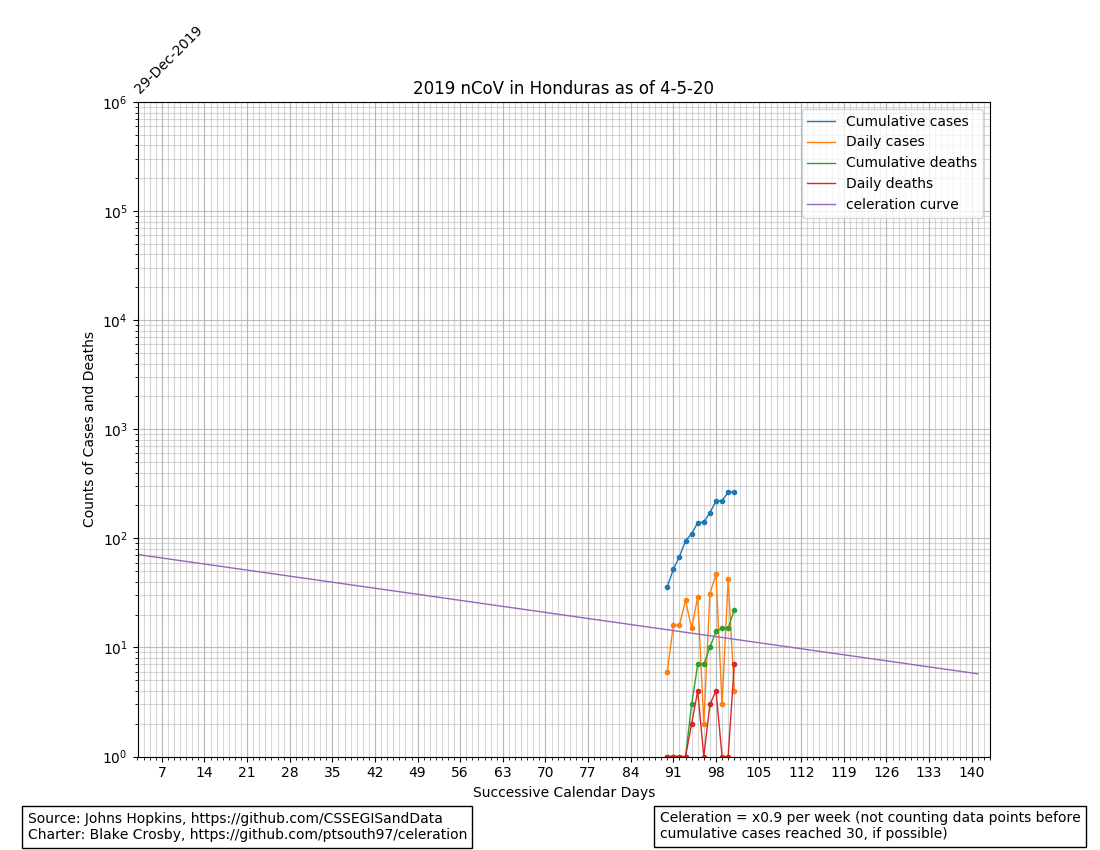 29-Dec-2019
2019 nCoV in Honduras as of 4-5-20
Cumulative cases
Daily cases
Cumulative deaths
Daily deaths
celeration curve
Counts of Cases and Deaths
10^6
10^5
10^4
10^3
10^2
10^1
10^0
7 14 21 28 35 42 49 56 63 70 77 84 91 98 105 112 119 126 133 140
Successive Calendar Days
Source: Johns Hopkins, https://github.com/CSSEGISandData
Charter: Blake Crosby, https://github.com/ptsouth97/celeration
Celeration = x0.9 per week (not counting data points before
cumulative cases reached 30, if possible)